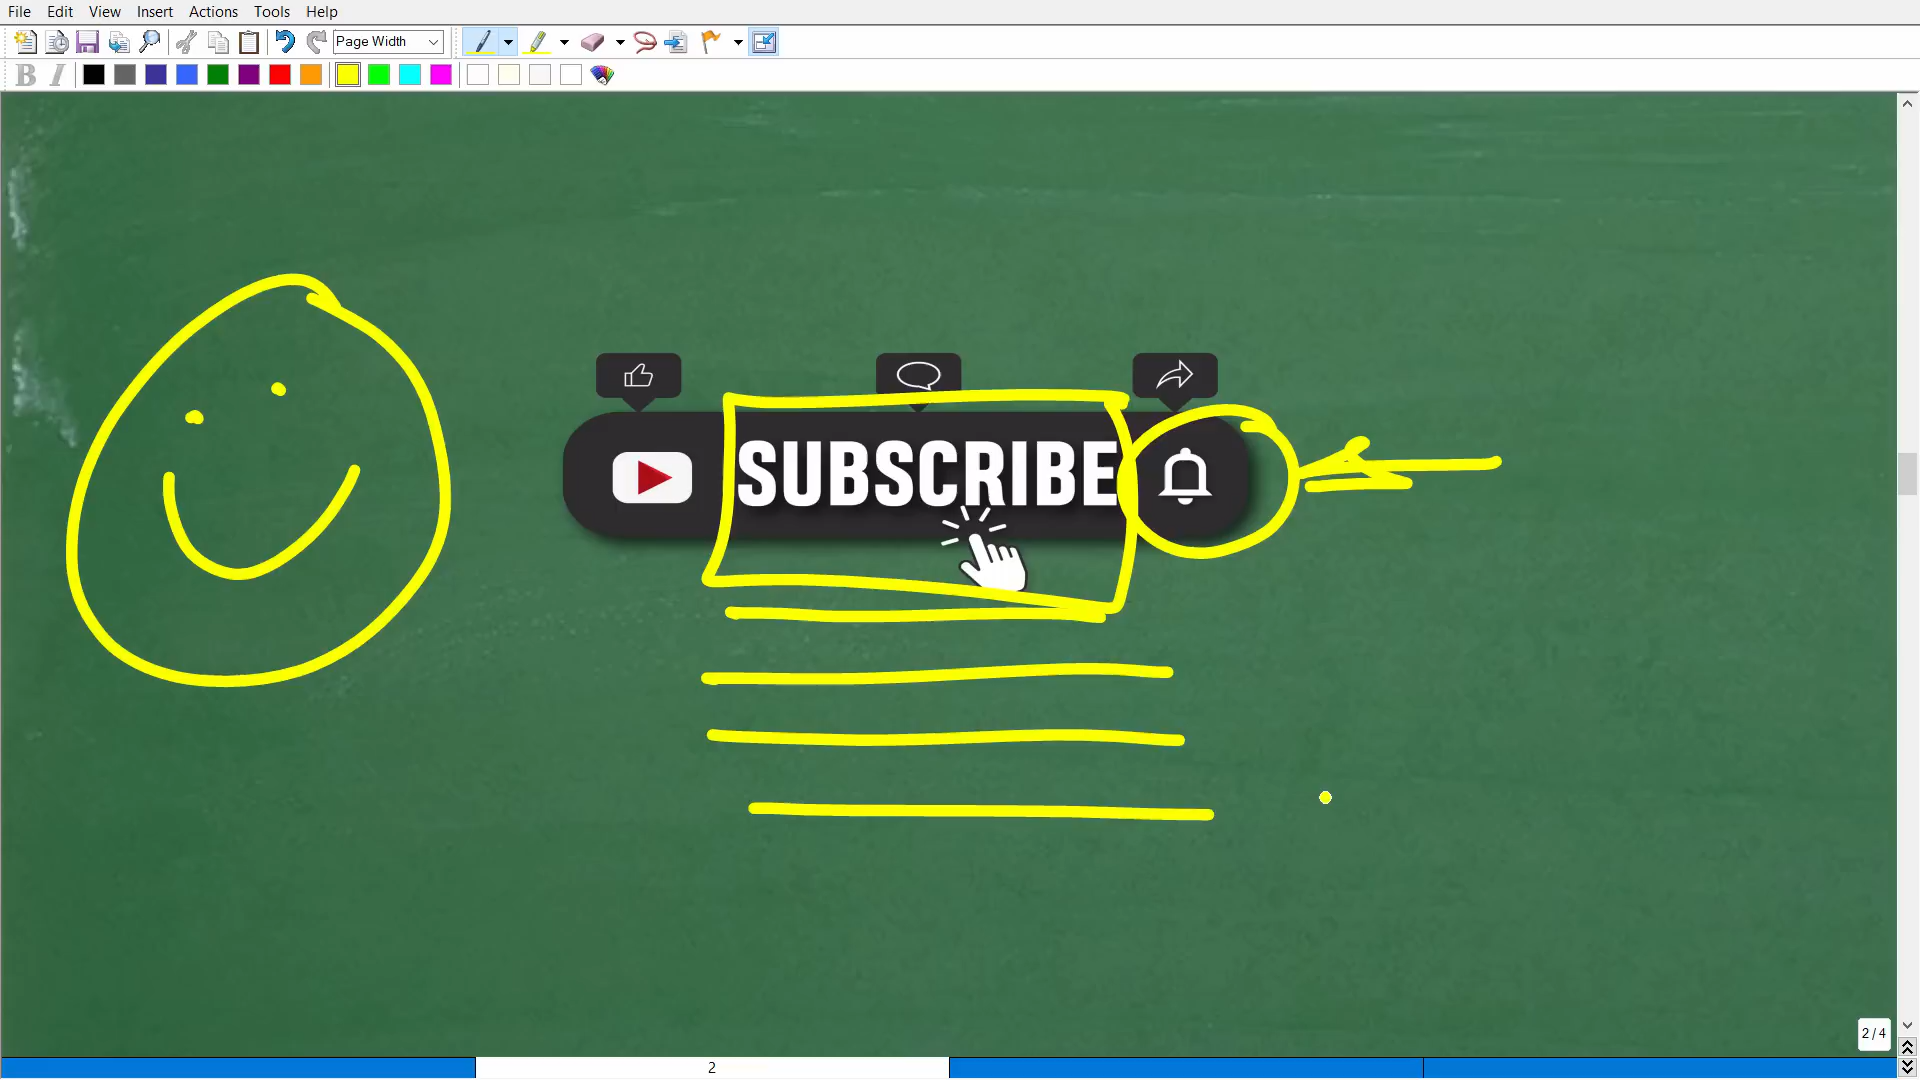 File Edit View Insert Actions Tools Help
Page Width
B I
SUBSCRIBE
2 / 4
2